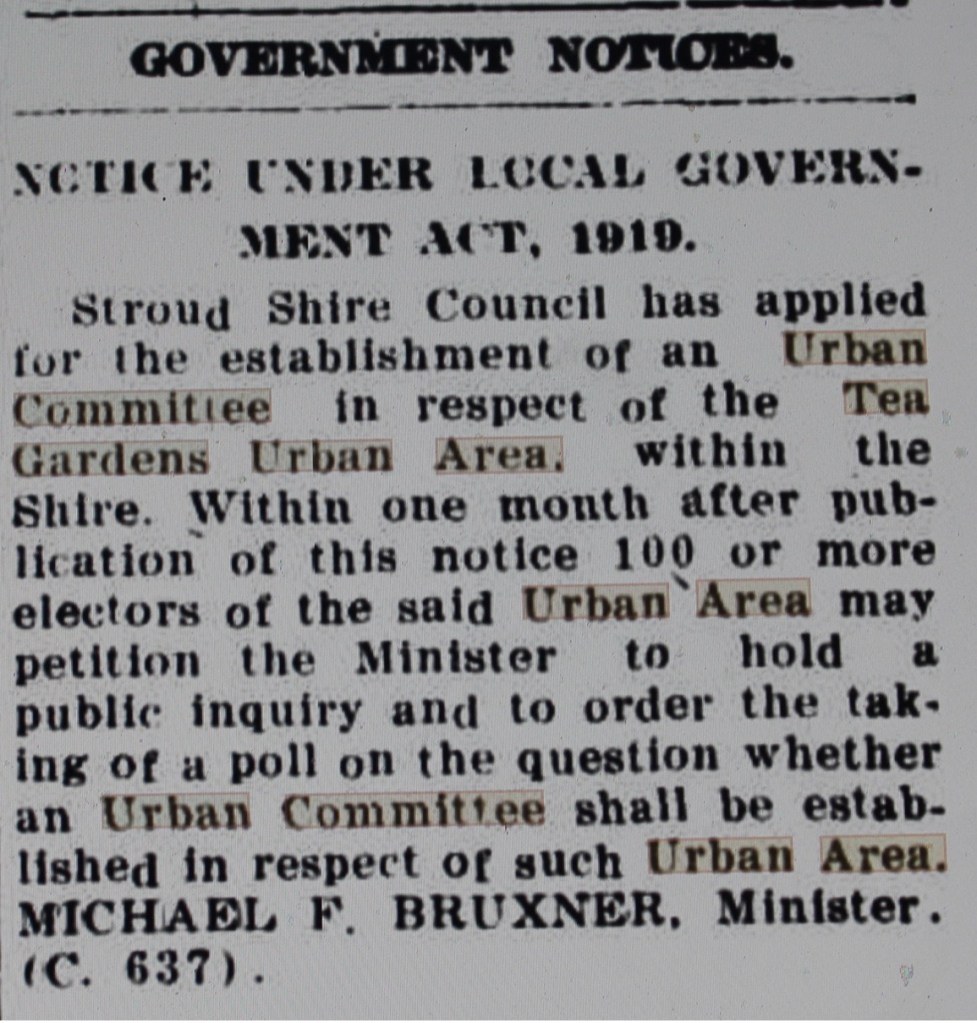 GOVERNMENT NOTICES.
NOTICE UNDER LOCAL GOVERN-
MENT ACT, 1919.
Stroud Shire Council has applied
for the establishment of an Urban
Committee in respect of the Tea
Gardens Urban Area, within the
Shire. Within one month after pub-
lication of this notice 100 or more
electors of the said Urban Area may
petition the Minister to hold a
public inquiry and to order the tak-
ing of a poll on the question whether
an Urban Committee shall be estab-
lished in respect of such Urban Area.
MICHAEL F. BRUXNER, Minister.
(C. 637).